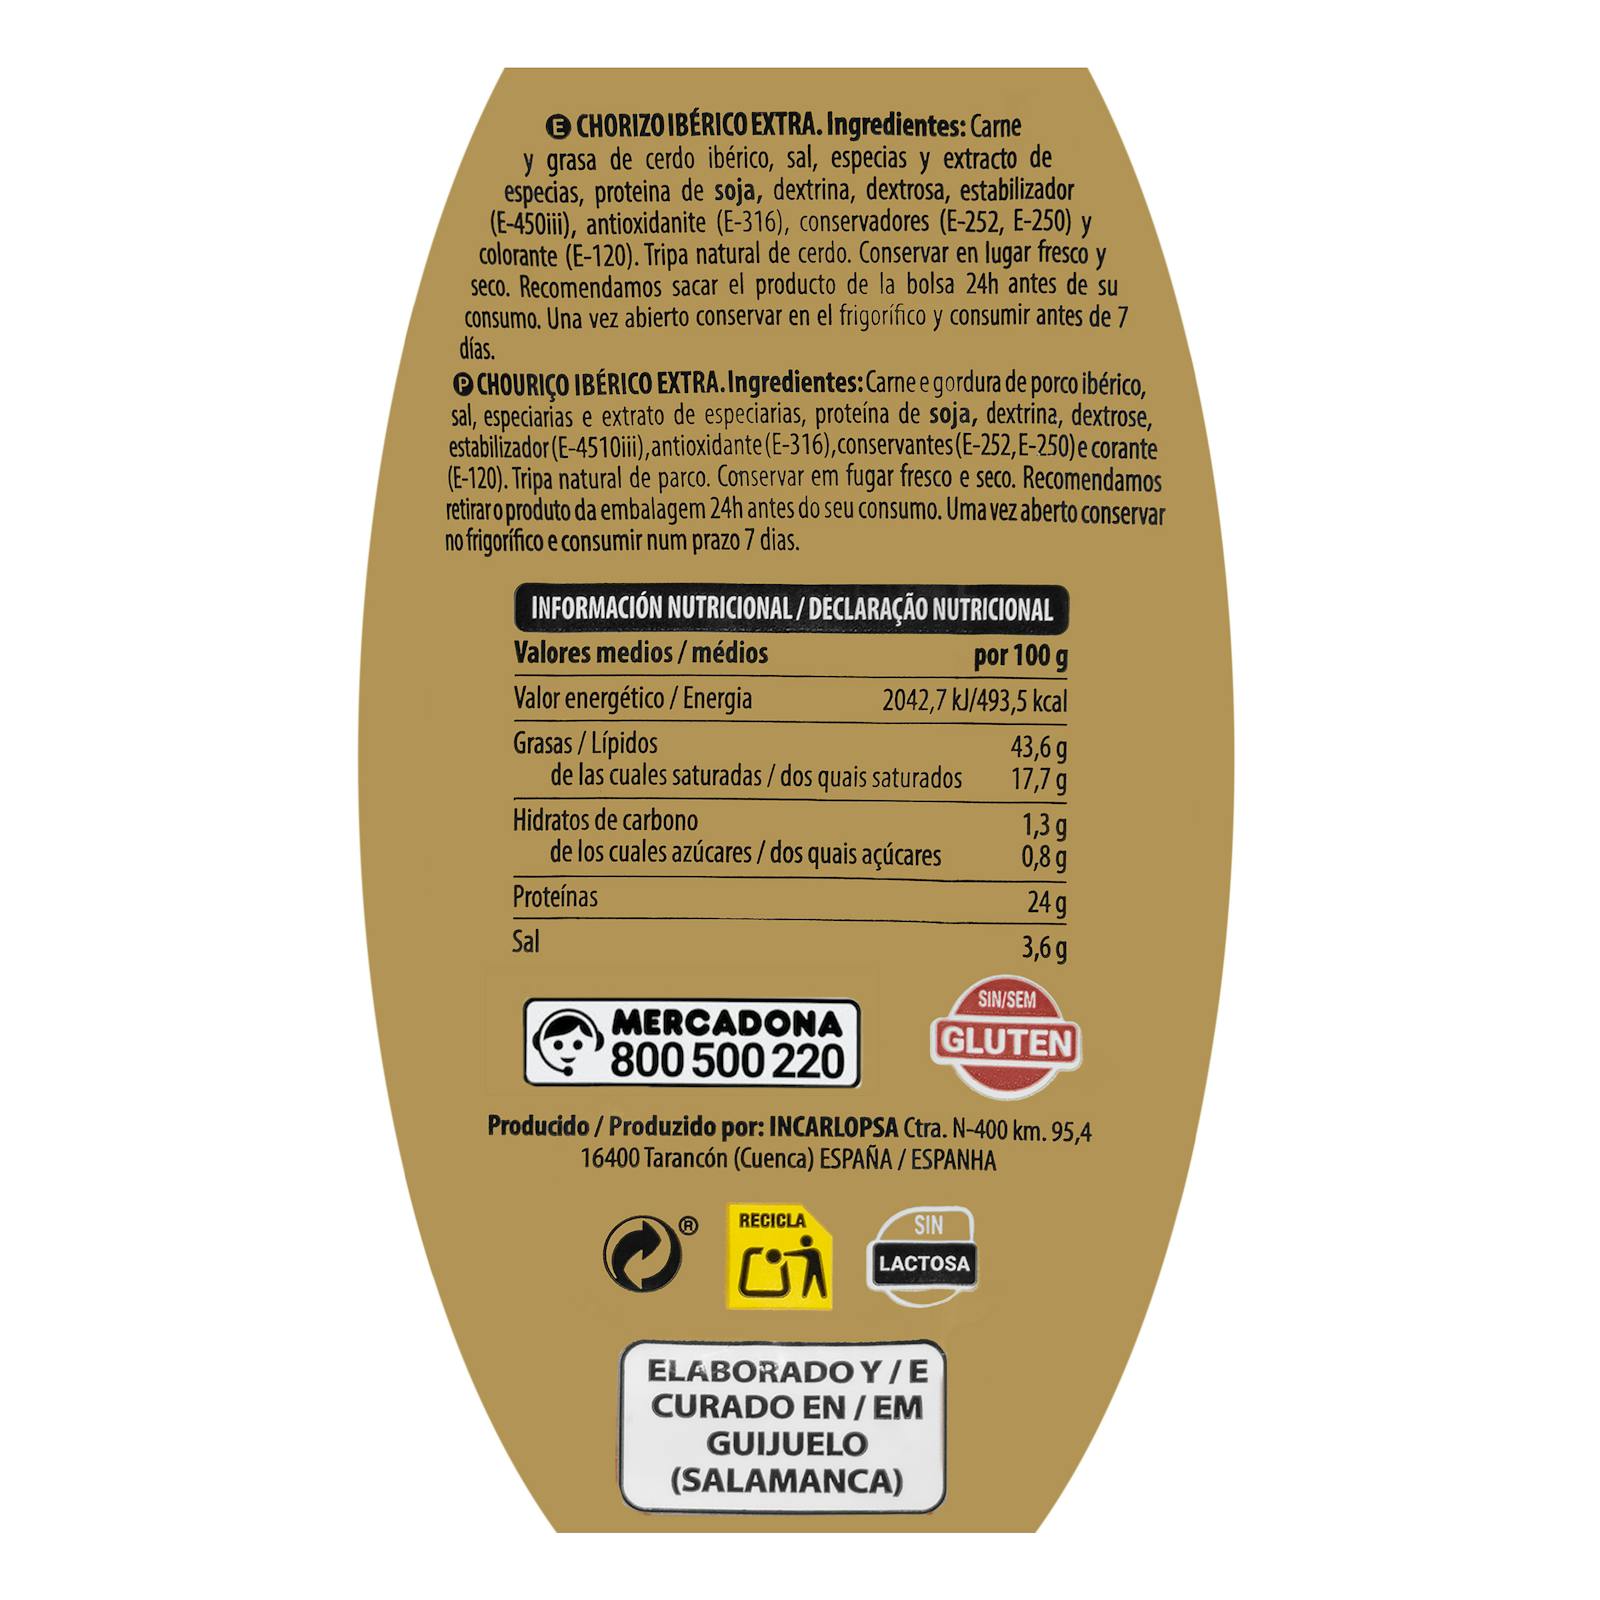 E CHORIZO IBÉRICO EXTRA. Ingredientes: Carne
y grasa de cerdo ibérico, sal, especias y extracto de
especias, proteina de soja, dextrina, dextrosa, estabilizador
(E-450iii), antioxidanite (E-316), conservadores (E-252, E-250) y
colorante (E-120). Tripa natural de cerdo. Conservar en lugar fresco y
seco. Recomendamos sacar el producto de la bolsa 24h antes de su
consumo. Una vez abierto conservar en el frigorífico y consumir antes de 7
días.
P CHOURIÇO IBÉRICO EXTRA. Ingredientes: Carne e gordura de porco ibérico,
sal, especiarias e extrato de especiarias, proteína de soja, dextrina, dextrose,
estabilizador (E-4510iii), antioxidante (E-316), conservantes (E-252, E-250) e corante
(E-120). Tripa natural de parco. Conservar em fugar fresco e seco. Recomendamos
retirar o produto da embalagem 24h antes do seu consumo. Uma vez aberto conservar
no frigorífico e consumir num prazo 7 dias.
INFORMACIÓN NUTRICIONAL / DECLARAÇÃO NUTRICIONAL
Valores medios / médios por 100 g
Valor energético / Energia 2042,7 kJ/493,5 kcal
Grasas / Lípidos 43,6 g
de las cuales saturadas / dos quais saturados 17,7 g
Hidratos de carbono 1,3 g
de los cuales azúcares / dos quais açúcares 0,8 g
Proteínas 24 g
Sal 3,6 g
MERCADONA
800 500 220
SIN/SEM
GLUTEN
Producido / Produzido por: INCARLOPSA Ctra. N-400 km. 95,4
16400 Tarancón (Cuenca) ESPAÑA / ESPANHA
®
RECICLA
SIN
LACTOSA
ELABORADO Y / E
CURADO EN / EM
GUIJUELO
(SALAMANCA)